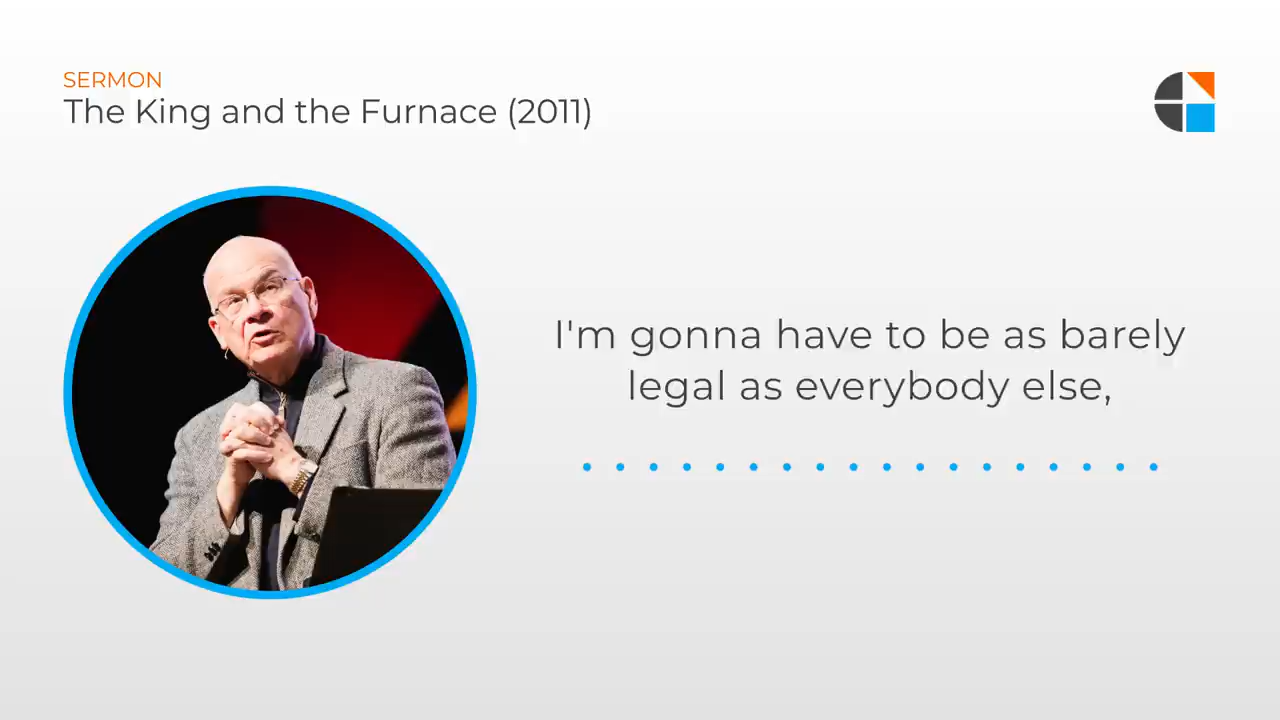 SERMON
The King and the Furnace (2011)
I'm gonna have to be as barely
legal as everybody else,